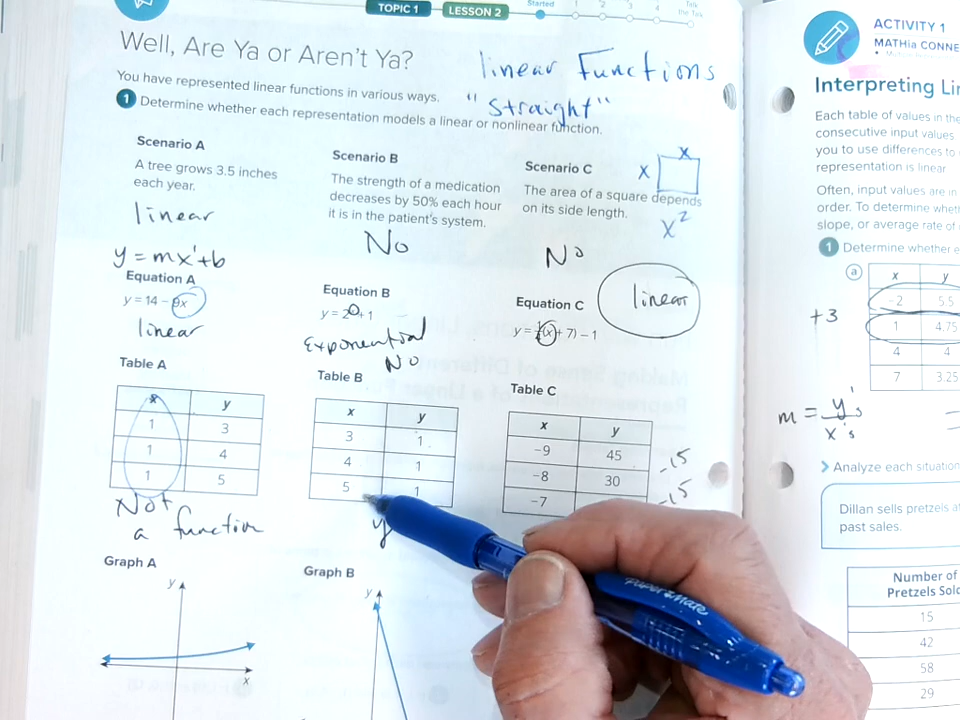 TOPIC 1
LESSON 2
Started
1
2
3
4
Talk
the Talk
Well, Are Ya or Aren't Ya?
linear Functions
You have represented linear functions in various ways.
"straight"
1 Determine whether each representation models a linear or nonlinear function.
Scenario A
A tree grows 3.5 inches
each year.
linear
y = mx¹+b
Scenario B
The strength of a medication
decreases by 50% each hour
it is in the patient's system.
No
Scenario C
x
x
The area of a square depends
on its side length.
x²
No
Equation A
y = 14 – 9x
linear
Equation B
Exponential
No
Equation C
linear
Table A
x y
1 3
1 4
1 5
Not
a function
Table B
x y
3 1
4 1
5 1
y
Table C
x y
-9 45
-8 30
-7
-15
-15
Graph A
y
x
Graph B
y
PaperMate
ACTIVITY 1
MATHia CONNE
Interpreting Li
Each table of values in the
consecutive input values
you to use differences to
representation is linear
Often, input values are in
order. To determine whet
slope, or average rate of
1 Determine whether e
a
x y
-2 5.5
1 4.75
4 4
7 3.25
+3
m = y's
x's
Analyze each situation
Dillan sells pretzels a
past sales.
Number of
Pretzels Sol
15
42
58
29